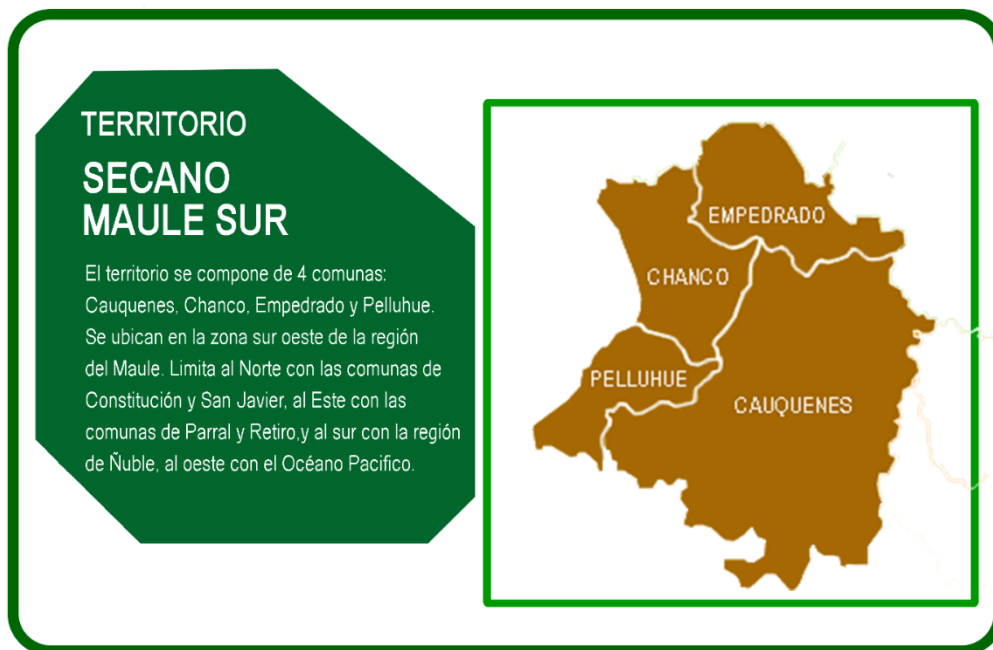 TERRITORIO
SECANO
MAULE SUR
El territorio se compone de 4 comunas:
Cauquenes, Chanco, Empedrado y Pelluhue.
Se ubican en la zona sur oeste de la región
del Maule. Limita al Norte con las comunas de
Constitución y San Javier, al Este con las
comunas de Parral y Retiro,y al sur con la región
de Ñuble, al oeste con el Océano Pacifico.
EMPEDRADO
CHANCO
PELLUHUE
CAUQUENES